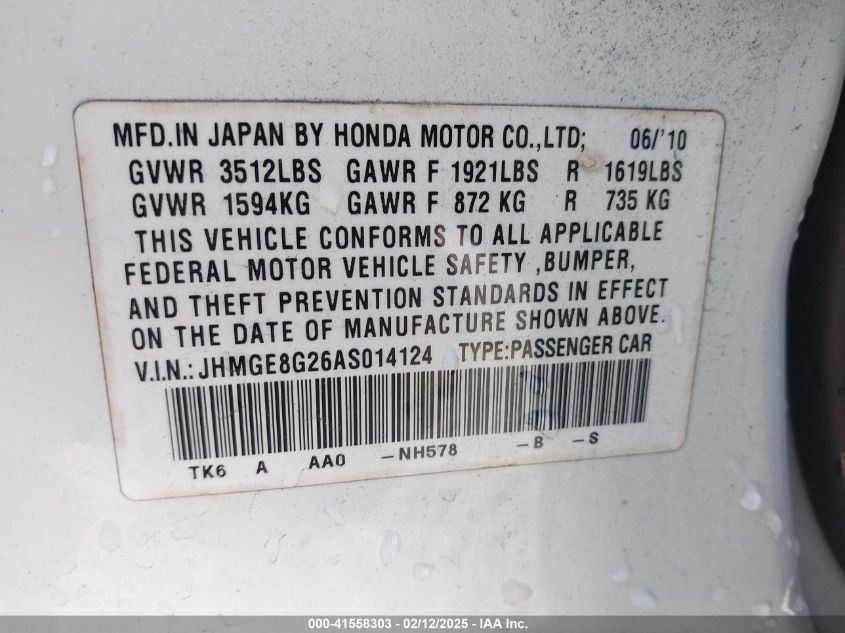 MFD.IN JAPAN BY HONDA MOTOR CO.,LTD; 06/'10
GVWR 3512LBS GAWR F 1921LBS R 1619LBS
GVWR 1594KG GAWR F 872 KG R 735 KG
THIS VEHICLE CONFORMS TO ALL APPLICABLE
FEDERAL MOTOR VEHICLE SAFETY ,BUMPER,
AND THEFT PREVENTION STANDARDS IN EFFECT
ON THE DATE OF MANUFACTURE SHOWN ABOVE.
V.I.N.: JHMGE8G26AS014124 TYPE:PASSENGER CAR
TK6 A AA0 -NH578 -B -S
000-41558303 - 02/12/2025 - IAA Inc.